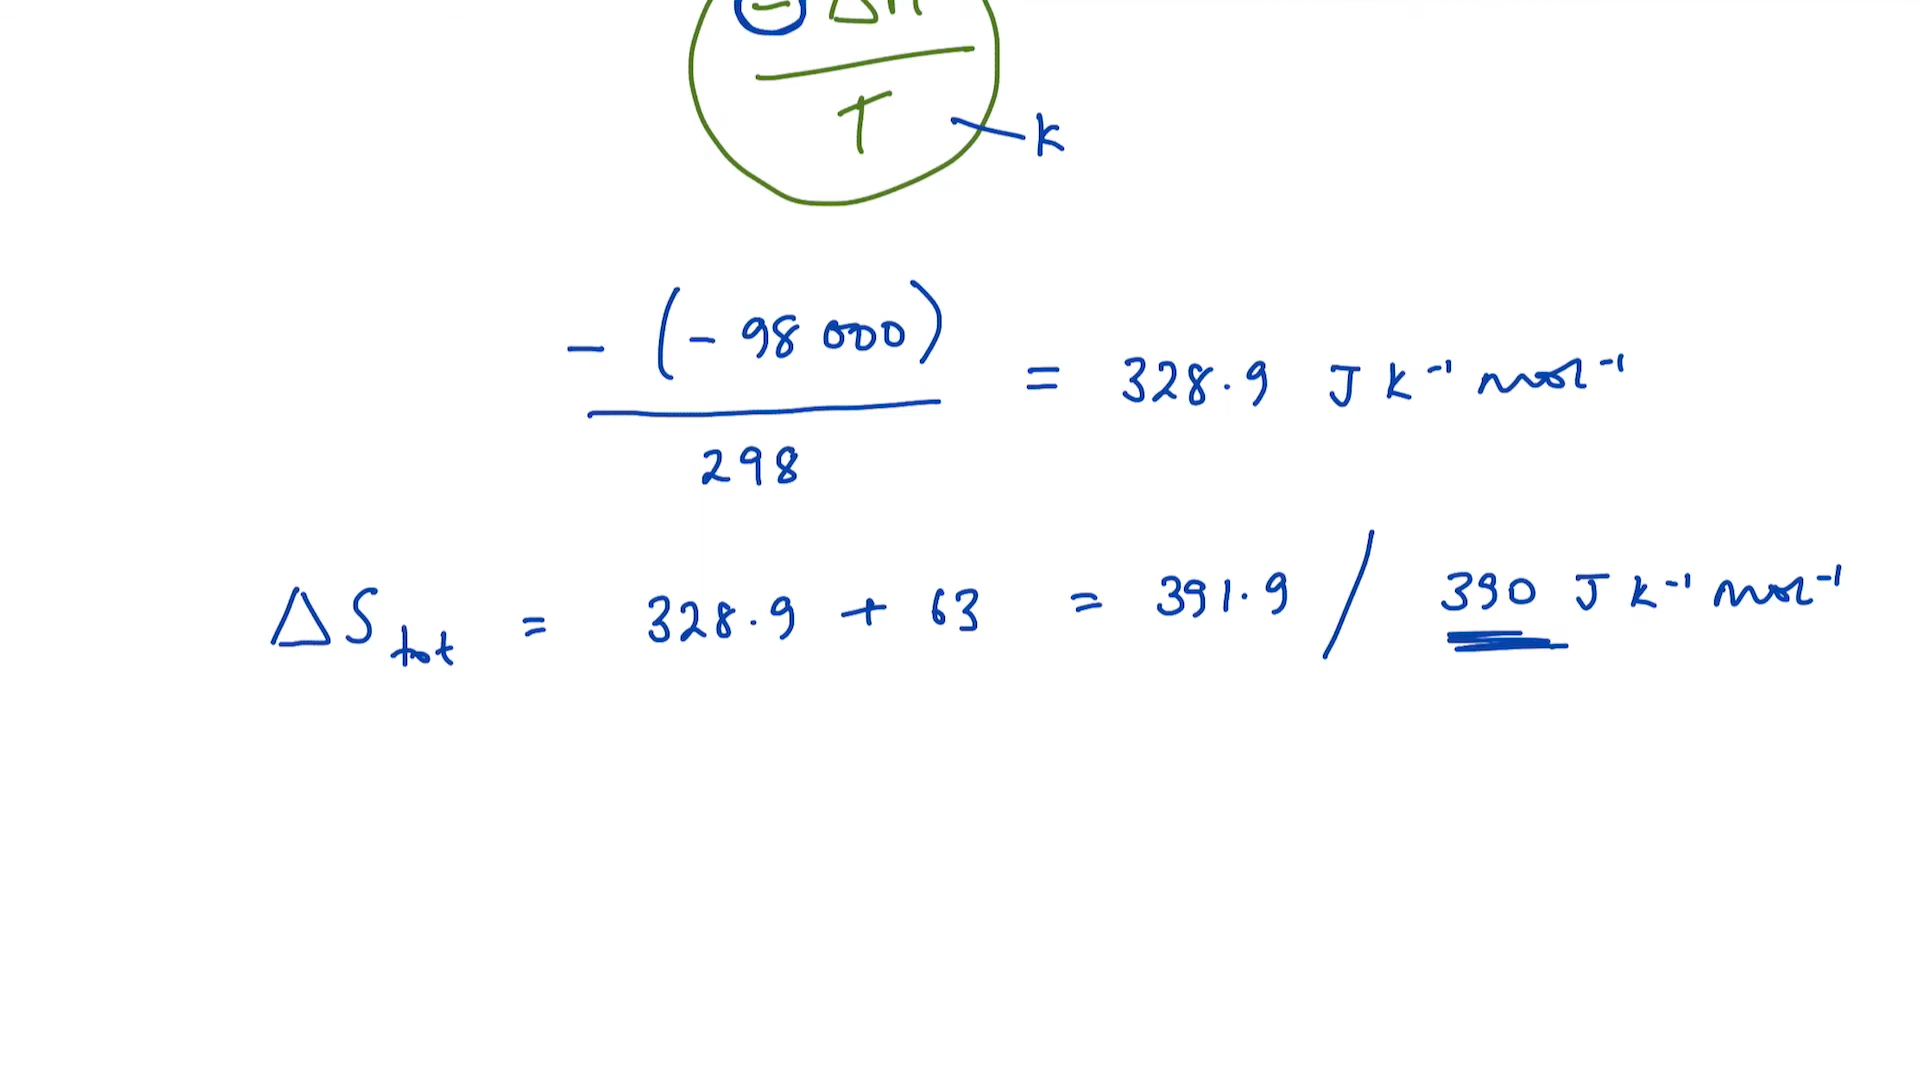 − ΔH
T
K
− (− 98 000)
298
= 328.9 J K⁻¹ mol⁻¹
ΔS tot = 328.9 + 63 = 391.9 / 390 J K⁻¹ mol⁻¹